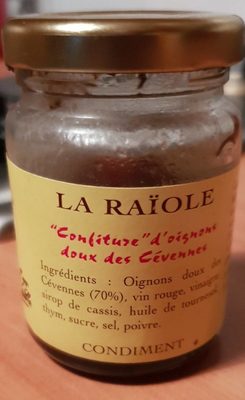 LA RAÏOLE
"Confiture" d'oignons
doux des Cévennes
Ingrédients : Oignons doux des
Cévennes (70%), vin rouge, vinaigre,
sirop de cassis, huile de tournesol,
thym, sucre, sel, poivre.
CONDIMENT